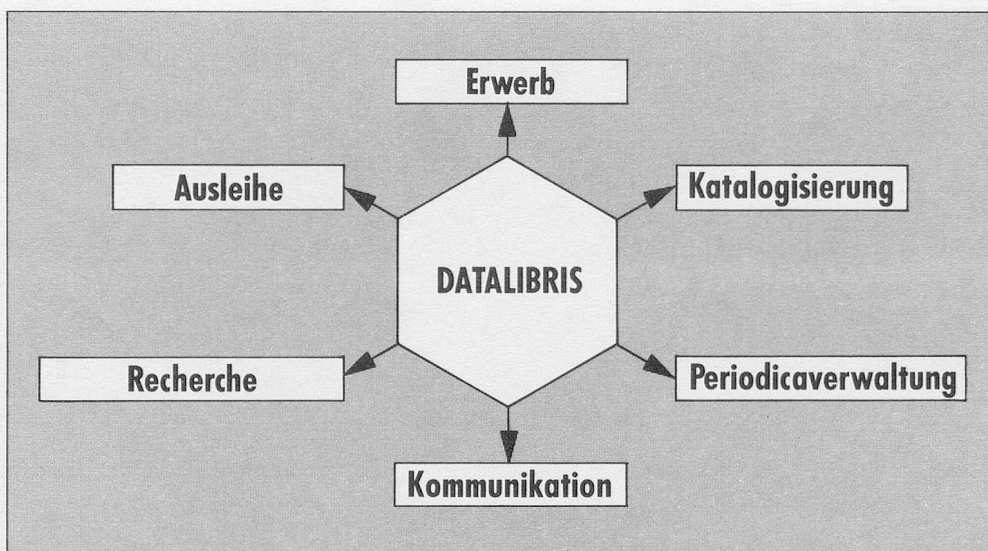 Erwerb
Ausleihe
Katalogisierung
DATALIBRIS
Recherche
Periodicaverwaltung
Kommunikation